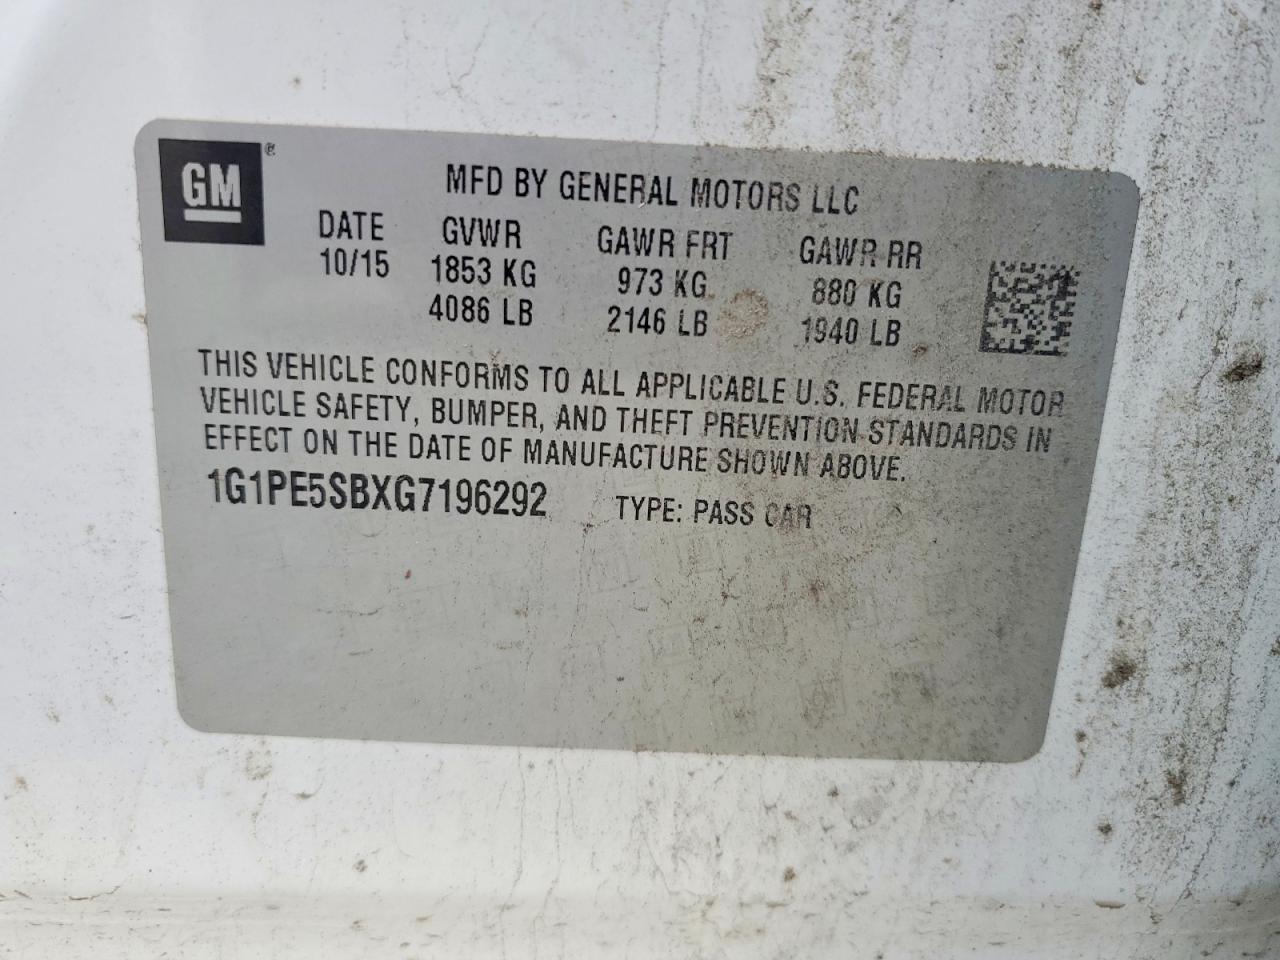 GM®
MFD BY GENERAL MOTORS LLC
DATE GVWR GAWR FRT GAWR RR
10/15 1853 KG 973 KG 880 KG
4086 LB 2146 LB 1940 LB
THIS VEHICLE CONFORMS TO ALL APPLICABLE U.S. FEDERAL MOTOR
VEHICLE SAFETY, BUMPER, AND THEFT PREVENTION STANDARDS IN
EFFECT ON THE DATE OF MANUFACTURE SHOWN ABOVE.
1G1PE5SBXG7196292 TYPE: PASS CAR